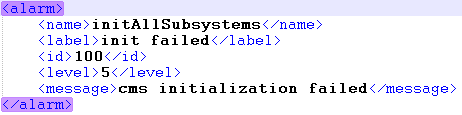 <alarm>
<name>initAllSubsystems</name>
<label>init failed</label>
<id>100</id>
<level>5</level>
<message>cms initialization failed</message>
</alarm>